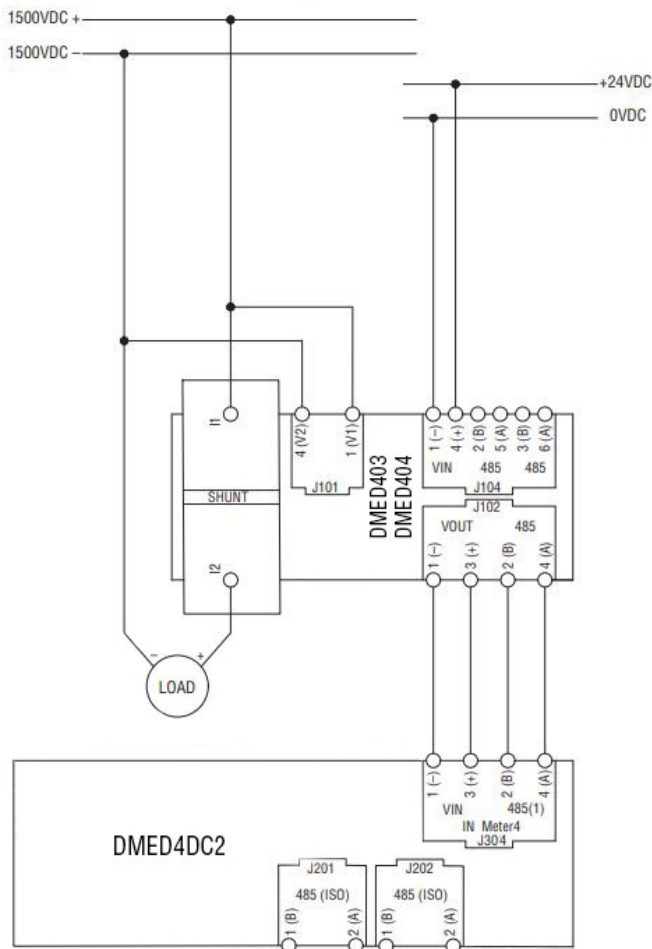 1500VDC +
1500VDC –
+24VDC
0VDC
I1
SHUNT
I2
4 (V2)
1 (V1)
J101
DMED403
DMED404
1 (–)
4 (+)
2 (B)
5 (A)
3 (B)
6 (A)
VIN 485 485
J104
J102
VOUT 485
1 (–)
3 (+)
2 (B)
4 (A)
– +
LOAD
1 (–)
3 (+)
2 (B)
4 (A)
VIN 485(1)
IN Meter4
J304
DMED4DC2
J201
485 (ISO)
1 (B)
2 (A)
J202
485 (ISO)
1 (B)
2 (A)